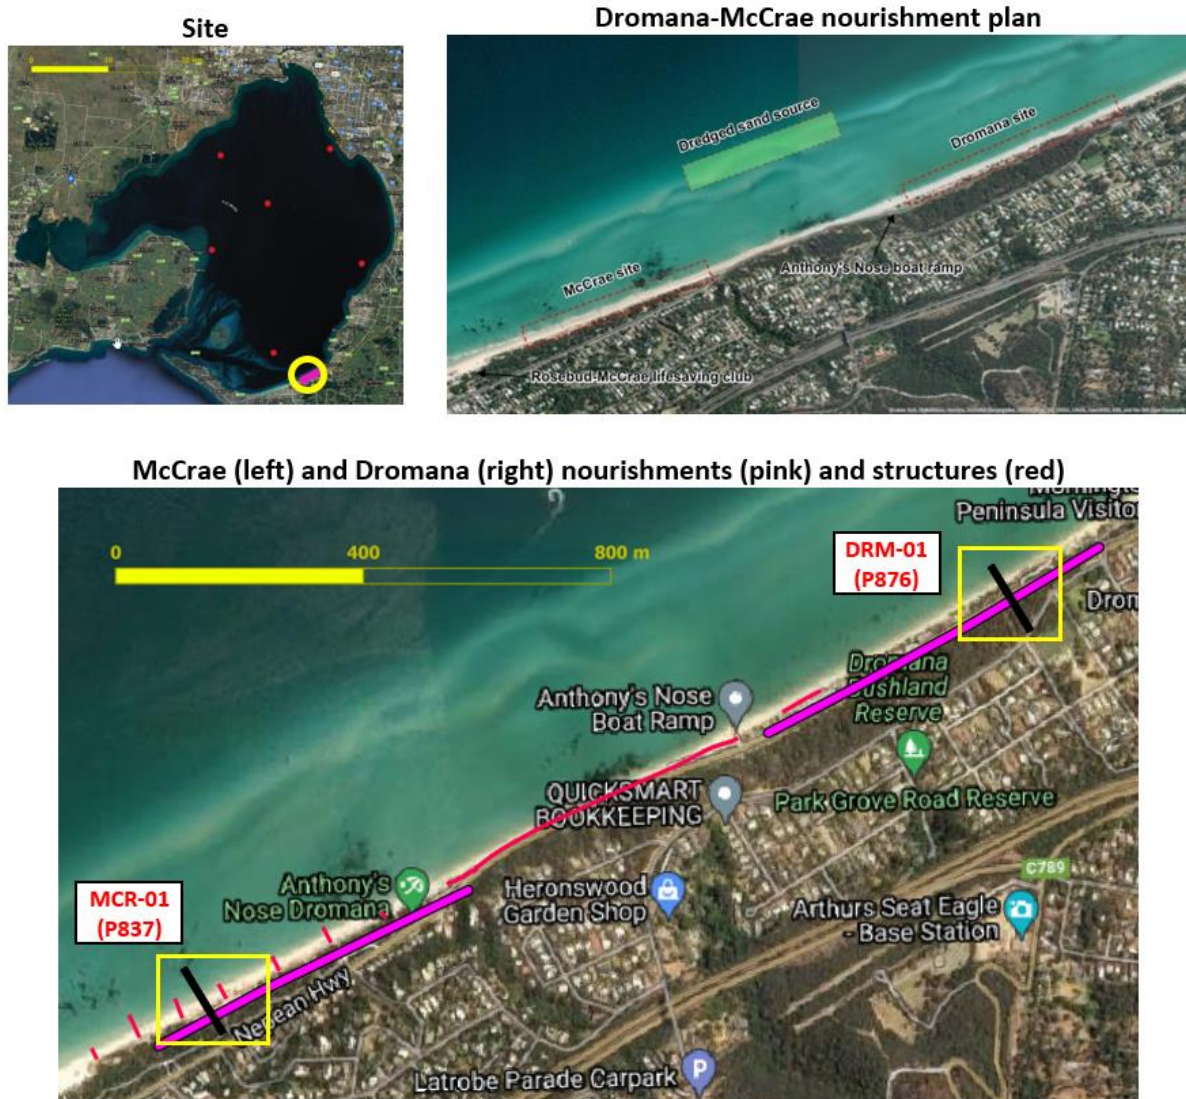 Site
Dromana-McCrae nourishment plan
Dredged sand source
Dromana site
McCrae site
Anthony's Nose boat ramp
Rosebud-McCrae lifesaving club
McCrae (left) and Dromana (right) nourishments (pink) and structures (red)
0
400
800 m
Peninsula Visito
DRM-01
(P876)
Dron
Dromana
Bushland
Reserve
Anthony's Nose
Boat Ramp
QUICKSMART
BOOKKEEPING
Park Grove Road Reserve
C789
MCR-01
(P837)
Anthony's
Nose Dromana
Heronswood
Garden Shop
Arthurs Seat Eagle
- Base Station
Nepean Hwy
Latrobe Parade Carpark
P